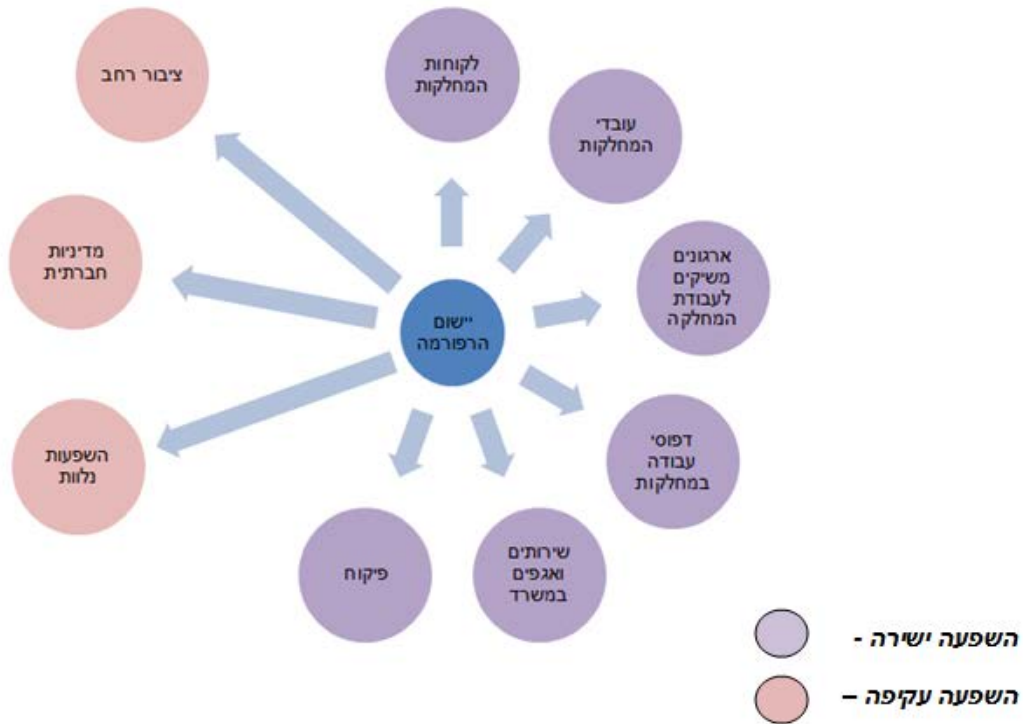 לקוחות
המחלקות
עובדי
המחלקות
ארגונים
משיקים
לעבודת
המחלקה
דפוסי
עבודה
במחלקות
שירותים
ואגפים
במשרד
פיקוח
השפעות
נלוות
מדיניות
חברתית
ציבור רחב
יישום
הרפורמה
השפעה ישירה -
השפעה עקיפה –